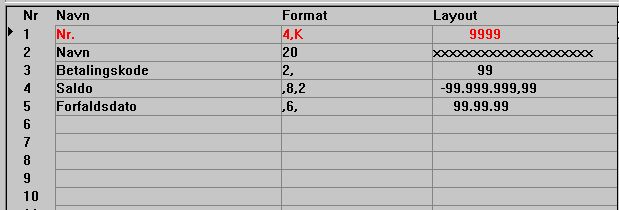 Nr Navn Format Layout
1 Nr. 4,K 9999
2 Navn 20 xxxxxxxxxxxxxxxxxxxx
3 Betalingskode 2, 99
4 Saldo ,8,2 -99.999.999,99
5 Forfaldsdato ,6, 99.99.99
6
7
8
9
10